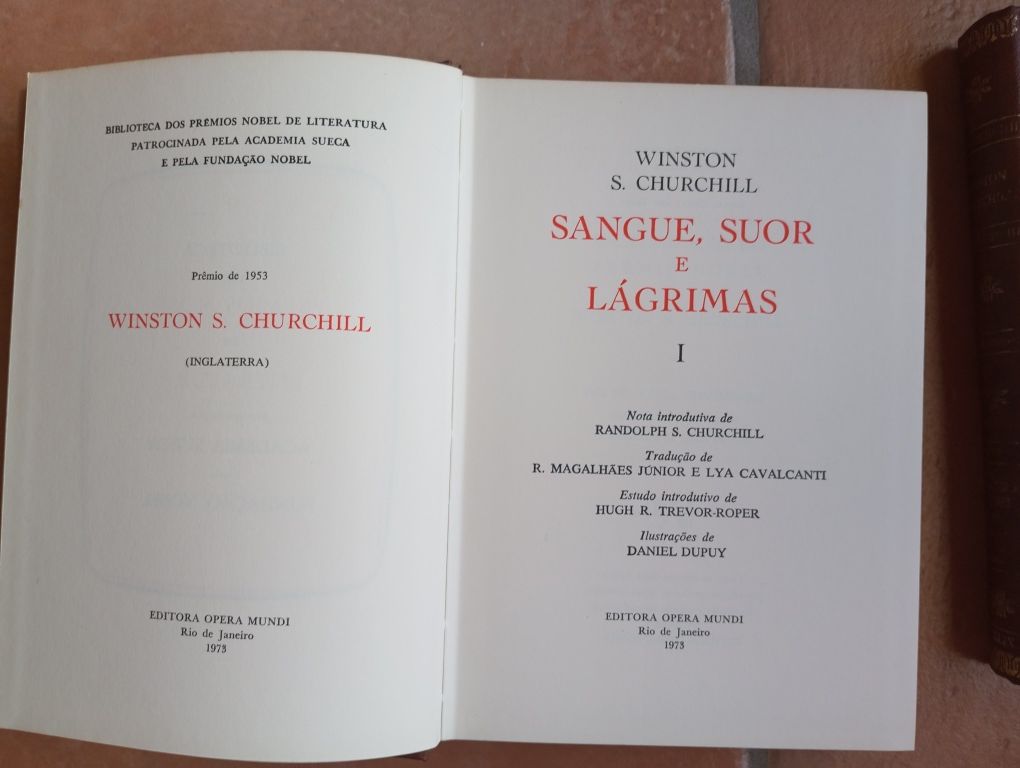 BIBLIOTECA DOS PRÊMIOS NOBEL DE LITERATURA
PATROCINADA PELA ACADEMIA SUECA
E PELA FUNDAÇÃO NOBEL
Prêmio de 1953
WINSTON S. CHURCHILL
(INGLATERRA)
EDITORA OPERA MUNDI
Rio de Janeiro
1973
WINSTON
S. CHURCHILL
SANGUE, SUOR
E
LÁGRIMAS
I
Nota introdutiva de
RANDOLPH S. CHURCHILL
Tradução de
R. MAGALHÃES JÚNIOR E LYA CAVALCANTI
Estudo introdutivo de
HUGH R. TREVOR-ROPER
Ilustrações de
DANIEL DUPUY
EDITORA OPERA MUNDI
Rio de Janeiro
1973